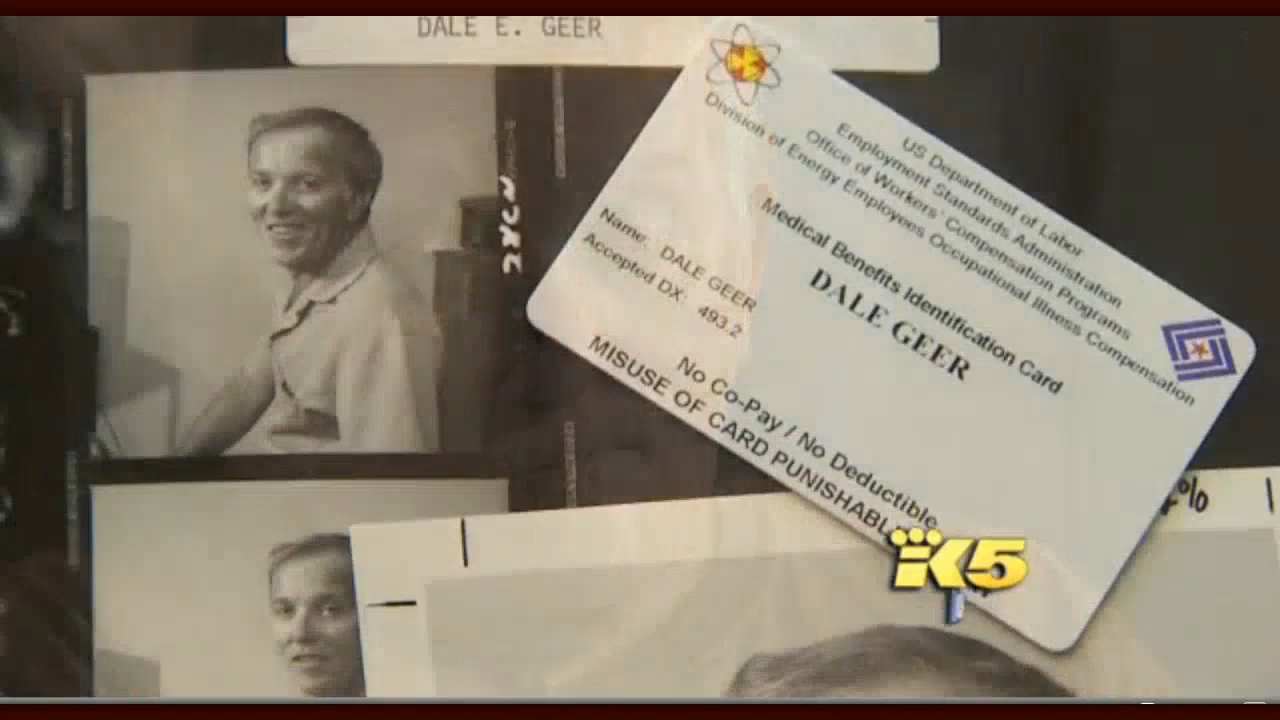 DALE E. GEER
US Department of Labor
Employment Standards Administration
Office of Workers' Compensation Programs
Division of Energy Employees Occupational Illness Compensation
Medical Benefits Identification Card
DALE GEER
Name: DALE GEER
Accepted DX: 493.2
No Co-Pay / No Deductible
MISUSE OF CARD PUNISHABL
K5